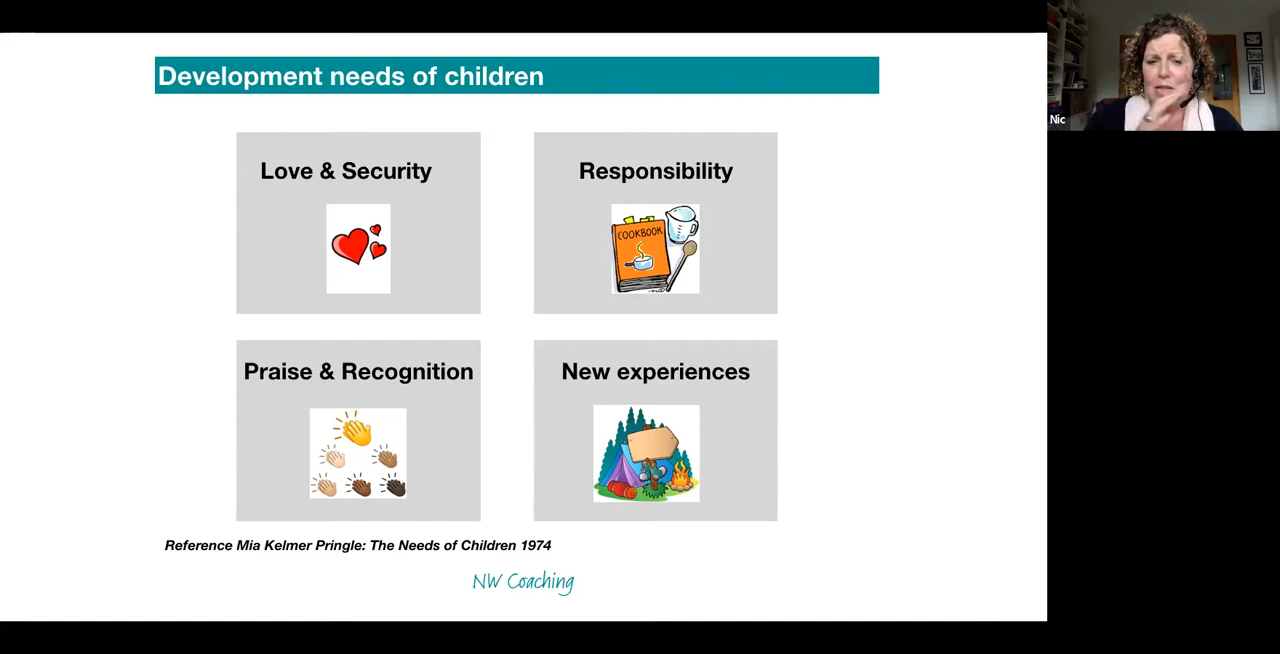 Development needs of children
Nic
Love & Security
Responsibility
COOKBOOK
Praise & Recognition
New experiences
Reference Mia Kelmer Pringle: The Needs of Children 1974
NW Coaching